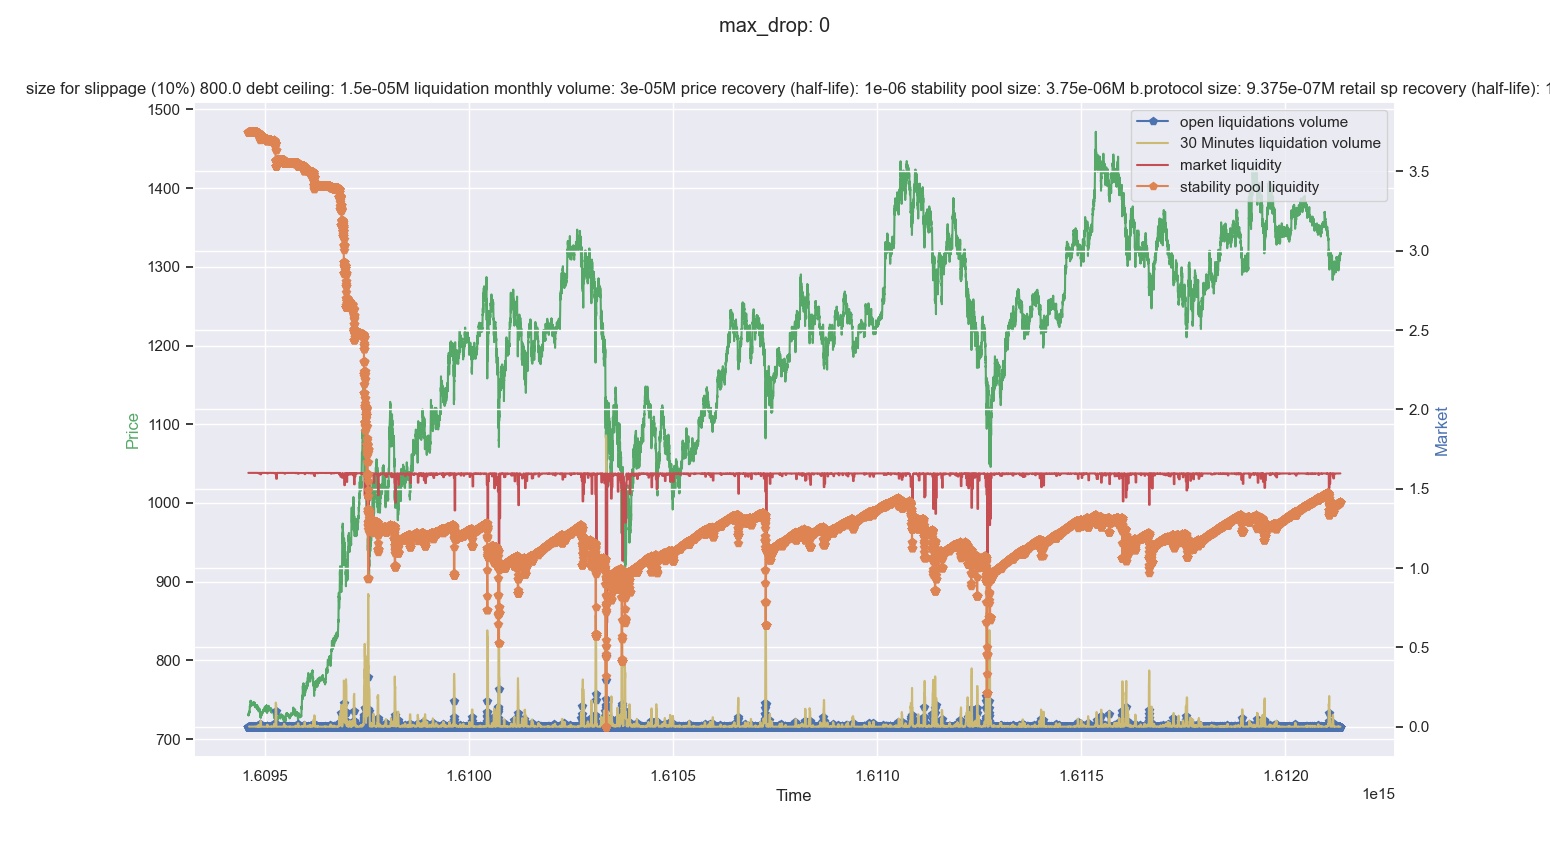 max_drop: 0
size for slippage (10%) 800.0 debt ceiling: 1.5e-05M liquidation monthly volume: 3e-05M price recovery (half-life): 1e-06 stability pool size: 3.75e-06M b.protocol size: 9.375e-07M retail sp recovery (half-life): 1
open liquidations volume
30 Minutes liquidation volume
market liquidity
stability pool liquidity
1500
1400
1300
1200
1100
1000
900
800
700
Price
3.5
3.0
2.5
2.0
1.5
1.0
0.5
0.0
Market
1.6095 1.6100 1.6105 1.6110 1.6115 1.6120
Time
1e15